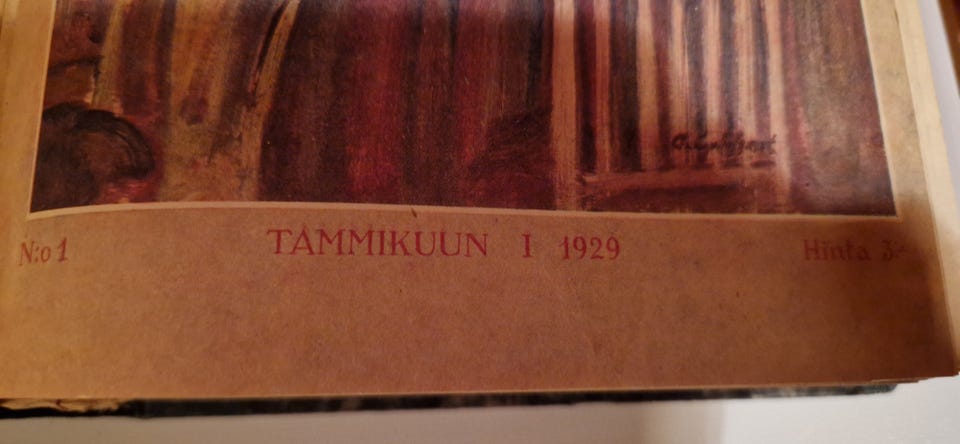 N:o 1 TAMMIKUUN I 1929 Hinta 3:-